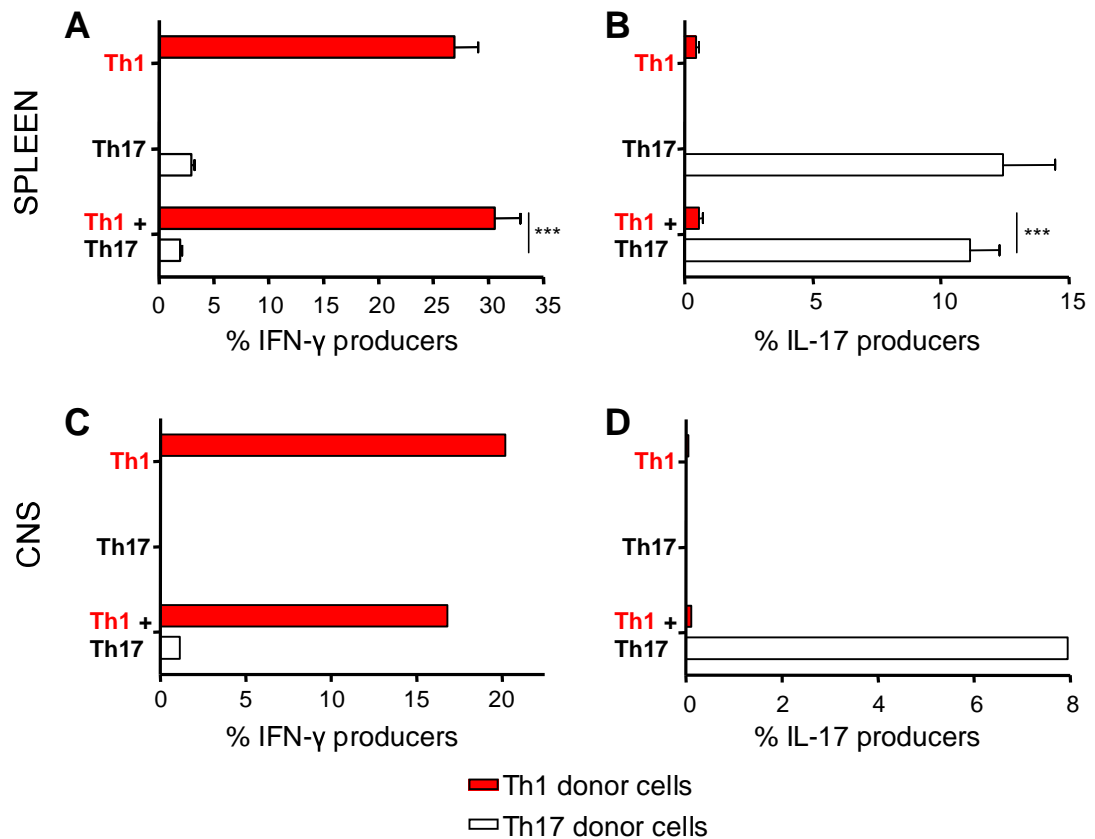 A
B
SPLEEN
Th1
Th17
Th1 +
Th17
***
0 5 10 15 20 25 30 35
% IFN-γ producers
Th1
Th17
Th1 +
Th17
***
0 5 10 15
% IL-17 producers
C
D
CNS
Th1
Th17
Th1 +
Th17
0 5 10 15 20
% IFN-γ producers
Th1
Th17
Th1 +
Th17
0 2 4 6 8
% IL-17 producers
Th1 donor cells
Th17 donor cells